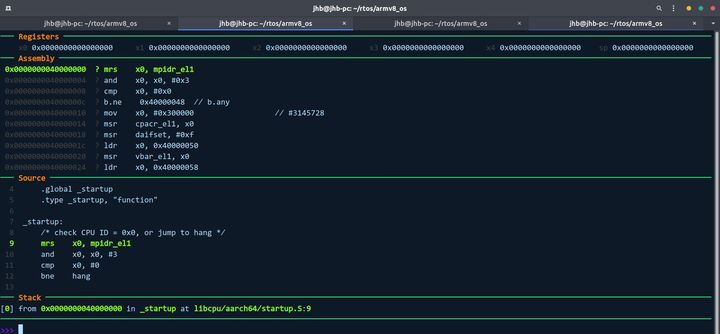 jhb@jhb-pc: ~/rtos/armv8_os
jhb@jhb-pc: ~/rtos/armv8_os × jhb@jhb-pc: ~/rtos/armv8_os × jhb@jhb-pc: ~/rtos/armv8_os × jhb@jhb-pc: ~/rtos/armv8_os ×
Registers
x0 0x0000000000000000 x1 0x0000000000000000 x2 0x0000000000000000 x3 0x0000000000000000 x4 0x0000000000000000 sp 0x0000000000000000
Assembly
0x0000000040000000 ? mrs x0, mpidr_el1
0x0000000040000004 ? and x0, x0, #0x3
0x0000000040000008 ? cmp x0, #0x0
0x000000004000000c ? b.ne 0x40000048 // b.any
0x0000000040000010 ? mov x0, #0x300000 // #3145728
0x0000000040000014 ? msr cpacr_el1, x0
0x0000000040000018 ? msr daifset, #0xf
0x000000004000001c ? ldr x0, 0x40000050
0x0000000040000020 ? msr vbar_el1, x0
0x0000000040000024 ? ldr x0, 0x40000058
Source
4 .global _startup
5 .type _startup, "function"
6
7 _startup:
8 /* check CPU ID = 0x0, or jump to hang */
9 mrs x0, mpidr_el1
10 and x0, x0, #3
11 cmp x0, #0
12 bne hang
13
Stack
[0] from 0x0000000040000000 in _startup at libcpu/aarch64/startup.S:9
>>>